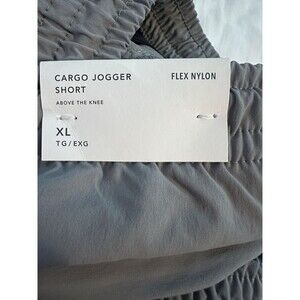 CARGO JOGGER
SHORT
FLEX NYLON
ABOVE THE KNEE
XL
TG/EXG